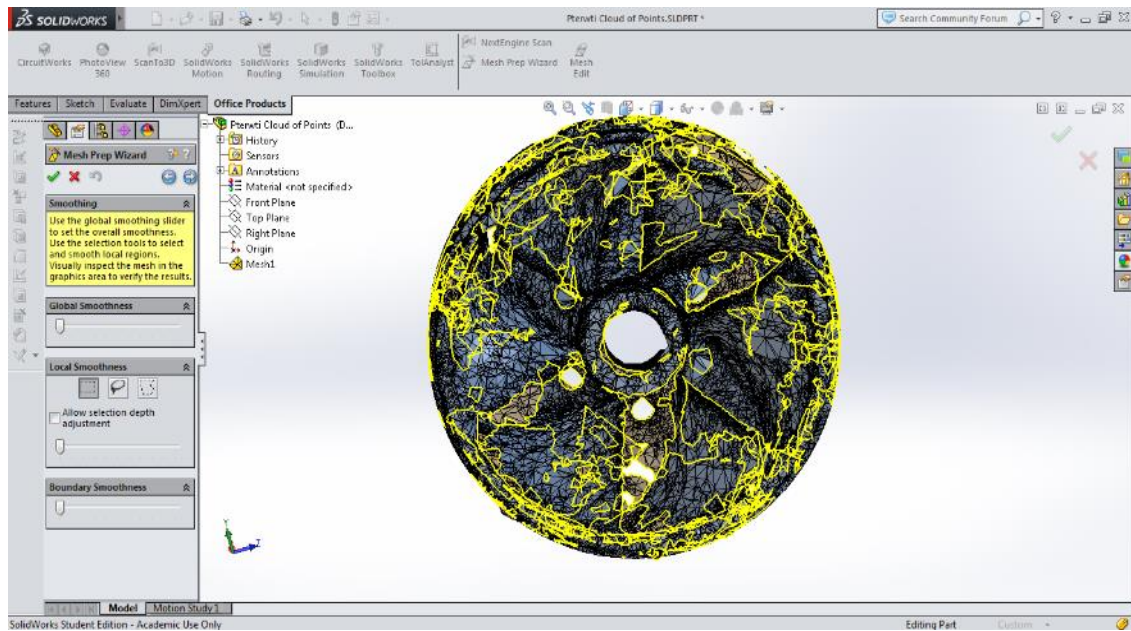 SOLIDWORKS
Pterwti Cloud of Points.SLDPRT *
Search Community Forum
CircuitWorks
PhotoView 360
ScanTo3D
SolidWorks Motion
SolidWorks Routing
SolidWorks Simulation
SolidWorks Toolbox
TolAnalyst
NextEngine Scan
Mesh Prep Wizard
Mesh Edit
Features
Sketch
Evaluate
DimXpert
Office Products
Mesh Prep Wizard
Smoothing
Use the global smoothing slider
to set the overall smoothness.
Use the selection tools to select
and smooth local regions.
Visually inspect the mesh in the
graphics area to verify the results.
Global Smoothness
Local Smoothness
Allow selection depth
adjustment
Boundary Smoothness
Pterwti Cloud of Points (D...
History
Sensors
Annotations
Material <not specified>
Front Plane
Top Plane
Right Plane
Origin
Mesh1
Y
Z
Model
Motion Study 1
SolidWorks Student Edition - Academic Use Only
Editing Part
Custom